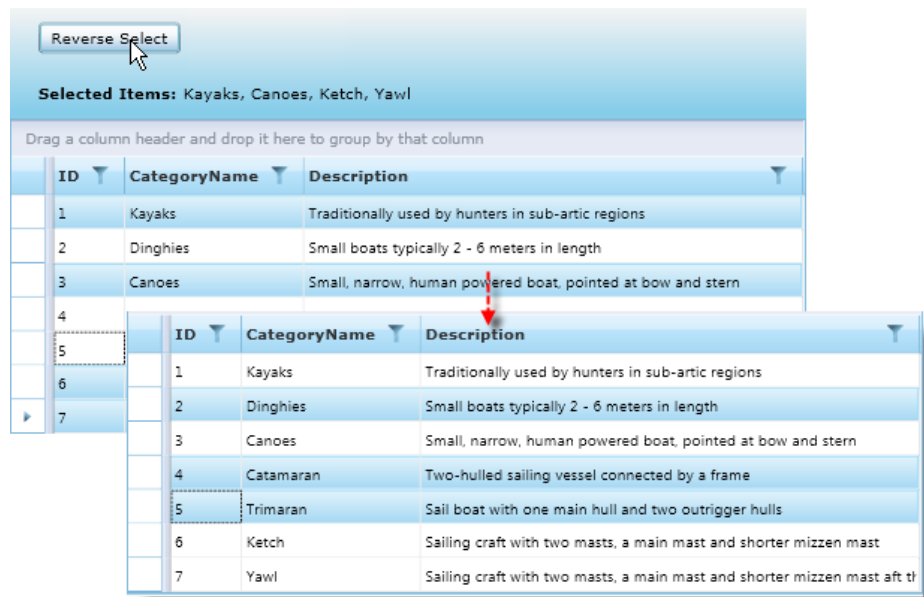 Reverse Select
Selected Items: Kayaks, Canoes, Ketch, Yawl
Drag a column header and drop it here to group by that column
ID CategoryName Description
1 Kayaks Traditionally used by hunters in sub-artic regions
2 Dinghies Small boats typically 2 - 6 meters in length
3 Canoes Small, narrow, human powered boat, pointed at bow and stern
4
5
6
7
ID CategoryName Description
1 Kayaks Traditionally used by hunters in sub-artic regions
2 Dinghies Small boats typically 2 - 6 meters in length
3 Canoes Small, narrow, human powered boat, pointed at bow and stern
4 Catamaran Two-hulled sailing vessel connected by a frame
5 Trimaran Sail boat with one main hull and two outrigger hulls
6 Ketch Sailing craft with two masts, a main mast and shorter mizzen mast
7 Yawl Sailing craft with two masts, a main mast and shorter mizzen mast aft th